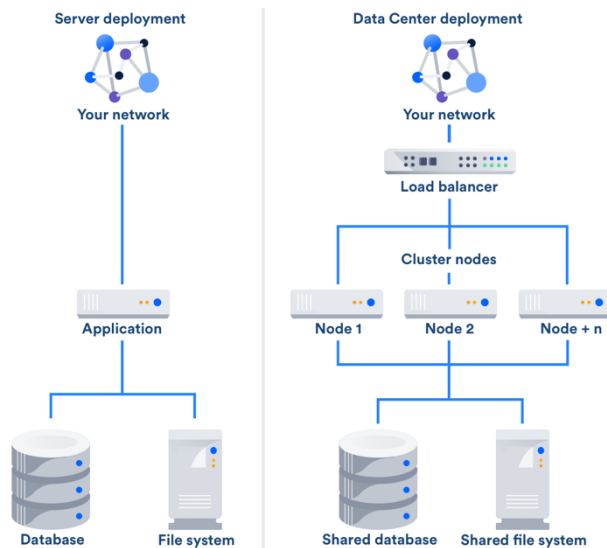 Server deployment
Your network
Application
Database
File system
Data Center deployment
Your network
Load balancer
Cluster nodes
Node 1
Node 2
Node + n
Shared database
Shared file system